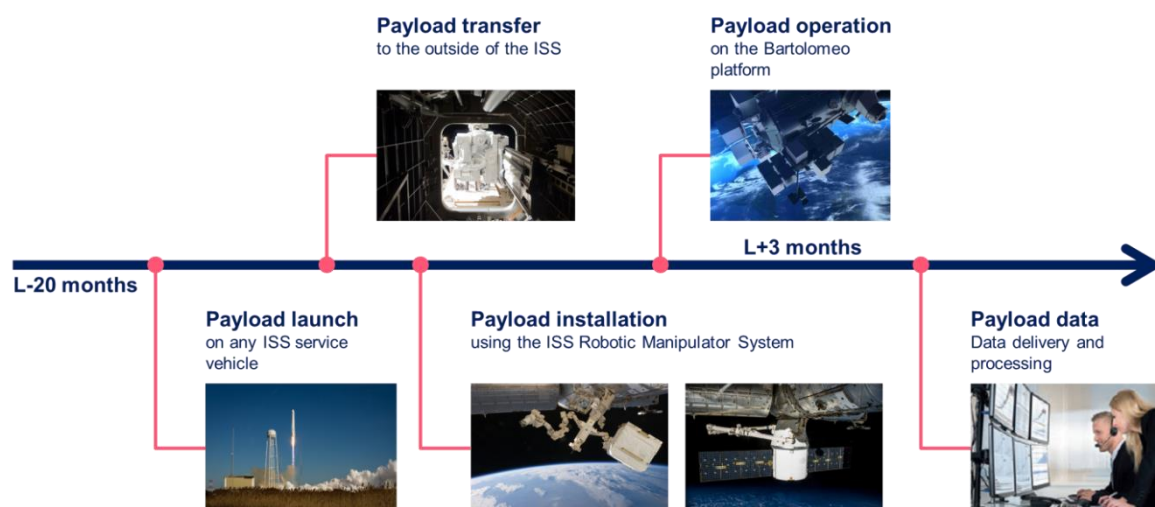 Payload transfer
to the outside of the ISS
Payload operation
on the Bartolomeo
platform
L+3 months
L-20 months
Payload launch
on any ISS service
vehicle
Payload installation
using the ISS Robotic Manipulator System
Payload data
Data delivery and
processing